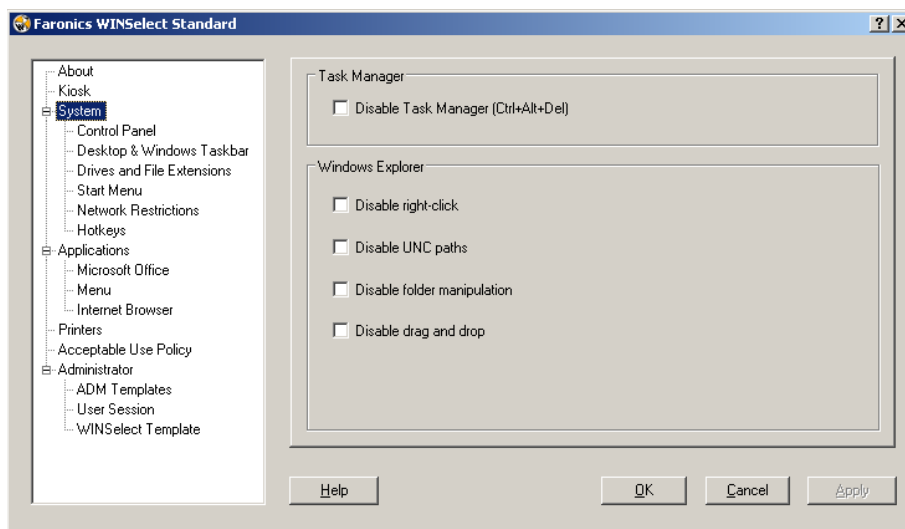 Faronics WINSelect Standard
About
Kiosk
System
Control Panel
Desktop & Windows Taskbar
Drives and File Extensions
Start Menu
Network Restrictions
Hotkeys
Applications
Microsoft Office
Menu
Internet Browser
Printers
Acceptable Use Policy
Administrator
ADM Templates
User Session
WINSelect Template
Task Manager
Disable Task Manager (Ctrl+Alt+Del)
Windows Explorer
Disable right-click
Disable UNC paths
Disable folder manipulation
Disable drag and drop
Help
OK
Cancel
Apply